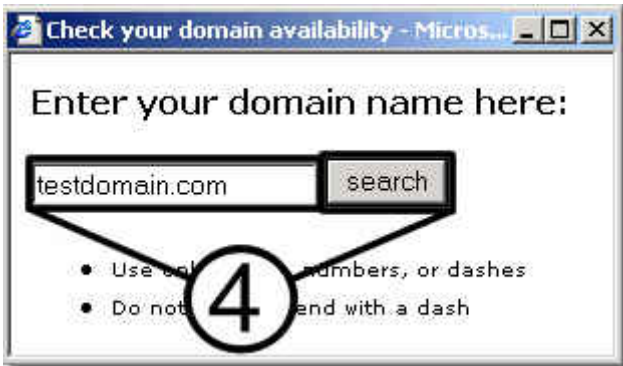 Check your domain availability - Micros...
Enter your domain name here:
testdomain.com search
• Use numbers, or dashes
• Do not end with a dash
4